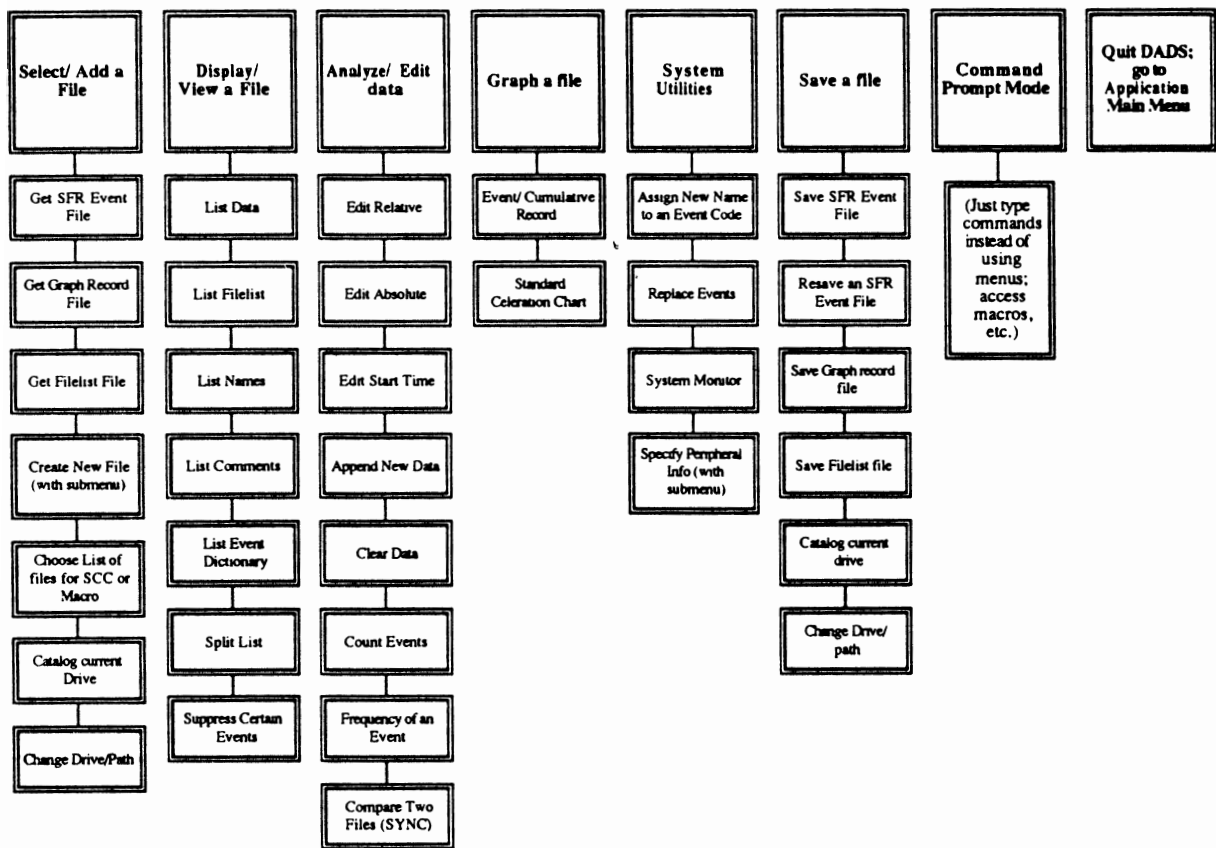 Select/ Add a
File
Get SFR Event
File
Get Graph Record
File
Get Filelist File
Create New File
(with submenu)
Choose List of
files for SCC or
Macro
Catalog current
Drive
Change Drive/Path
Display/
View a File
List Data
List Filelist
List Names
List Comments
List Event
Dictionary
Split List
Suppress Certain
Events
Analyze/ Edit
data
Edit Relative
Edit Absolute
Edit Start Time
Append New Data
Clear Data
Count Events
Frequency of an
Event
Compare Two
Files (SYNC)
Graph a file
Event/ Cumulative
Record
Standard
Celeration Chart
System
Utilities
Assign New Name
to an Event Code
Replace Events
System Monitor
Specify Peripheral
Info (with
submenu)
Save a file
Save SFR Event
File
Resave an SFR
Event File
Save Graph record
file
Save Filelist file
Catalog current
drive
Change Drive/
path
Command
Prompt Mode
(Just type
commands
instead of
using
menus;
access
macros,
etc.)
Quit DADS;
go to
Application
Main Menu